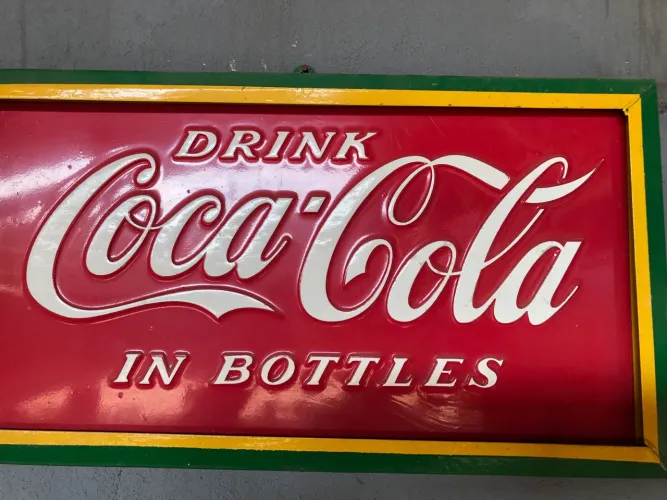 DRINK
Coca-Cola
IN BOTTLES